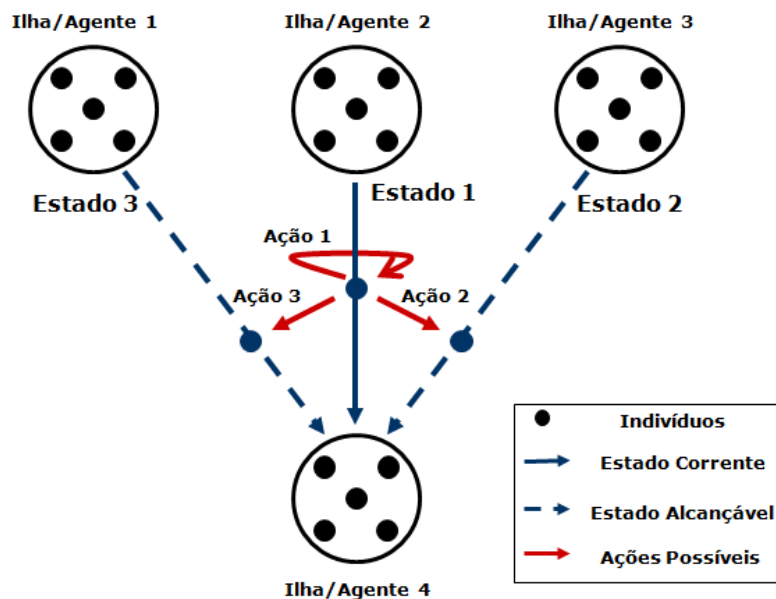 Ilha/Agente 1
Ilha/Agente 2
Ilha/Agente 3
Estado 3
Estado 1
Estado 2
Ação 1
Ação 3
Ação 2
Indivíduos
Estado Corrente
Estado Alcançável
Ações Possíveis
Ilha/Agente 4